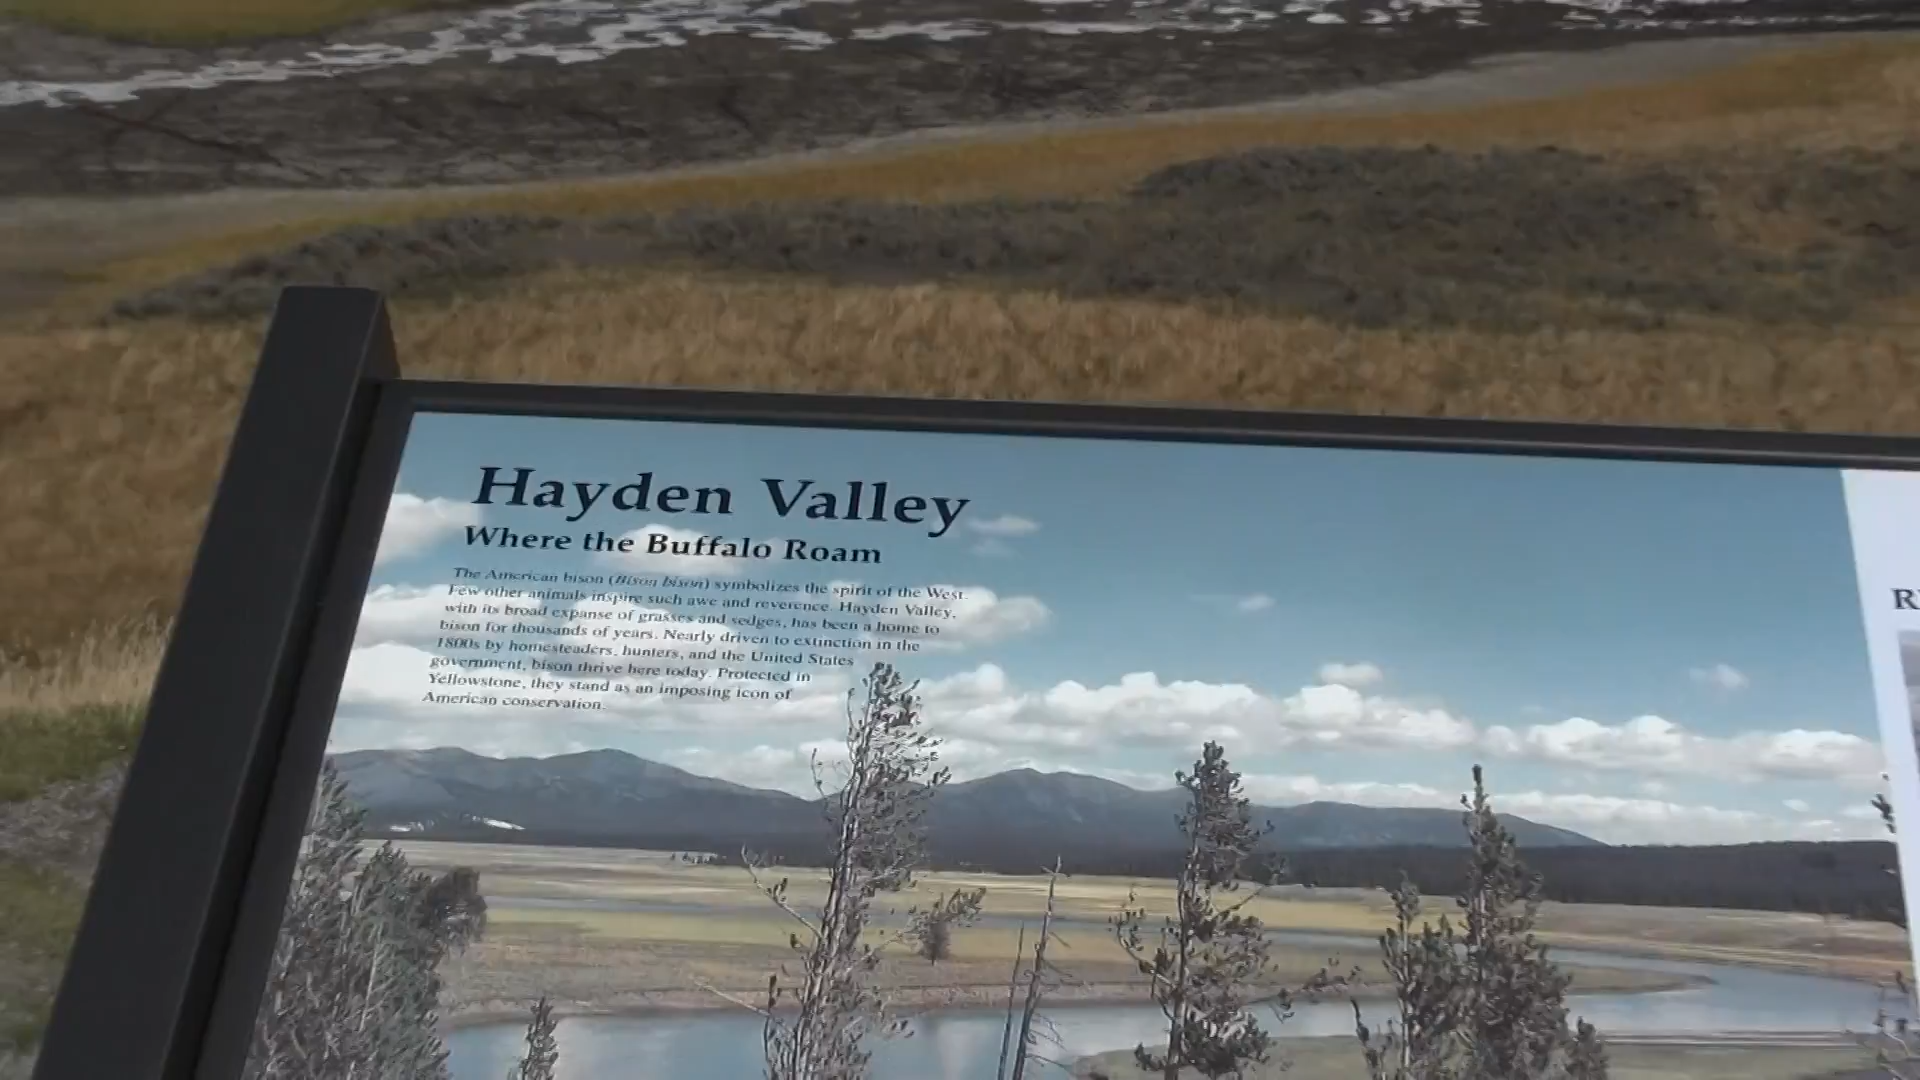 Hayden Valley
Where the Buffalo Roam
The American bison (Bison bison) symbolizes the spirit of the West.
Few other animals inspire such awe and reverence. Hayden Valley,
with its broad expanse of grasses and sedges, has been a home to
bison for thousands of years. Nearly driven to extinction in the
1800s by homesteaders, hunters, and the United States
government, bison thrive here today. Protected in
Yellowstone, they stand as an imposing icon of
American conservation.